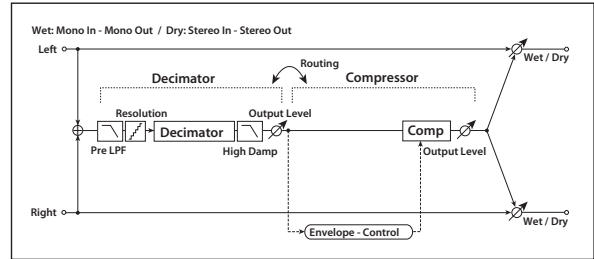 Wet: Mono In - Mono Out / Dry: Stereo In - Stereo Out
Left
Wet / Dry
Routing
Decimator
Compressor
Resolution
Output Level
Decimator
Comp
Pre LPF
High Damp
Output Level
Right
Wet / Dry
Envelope - Control